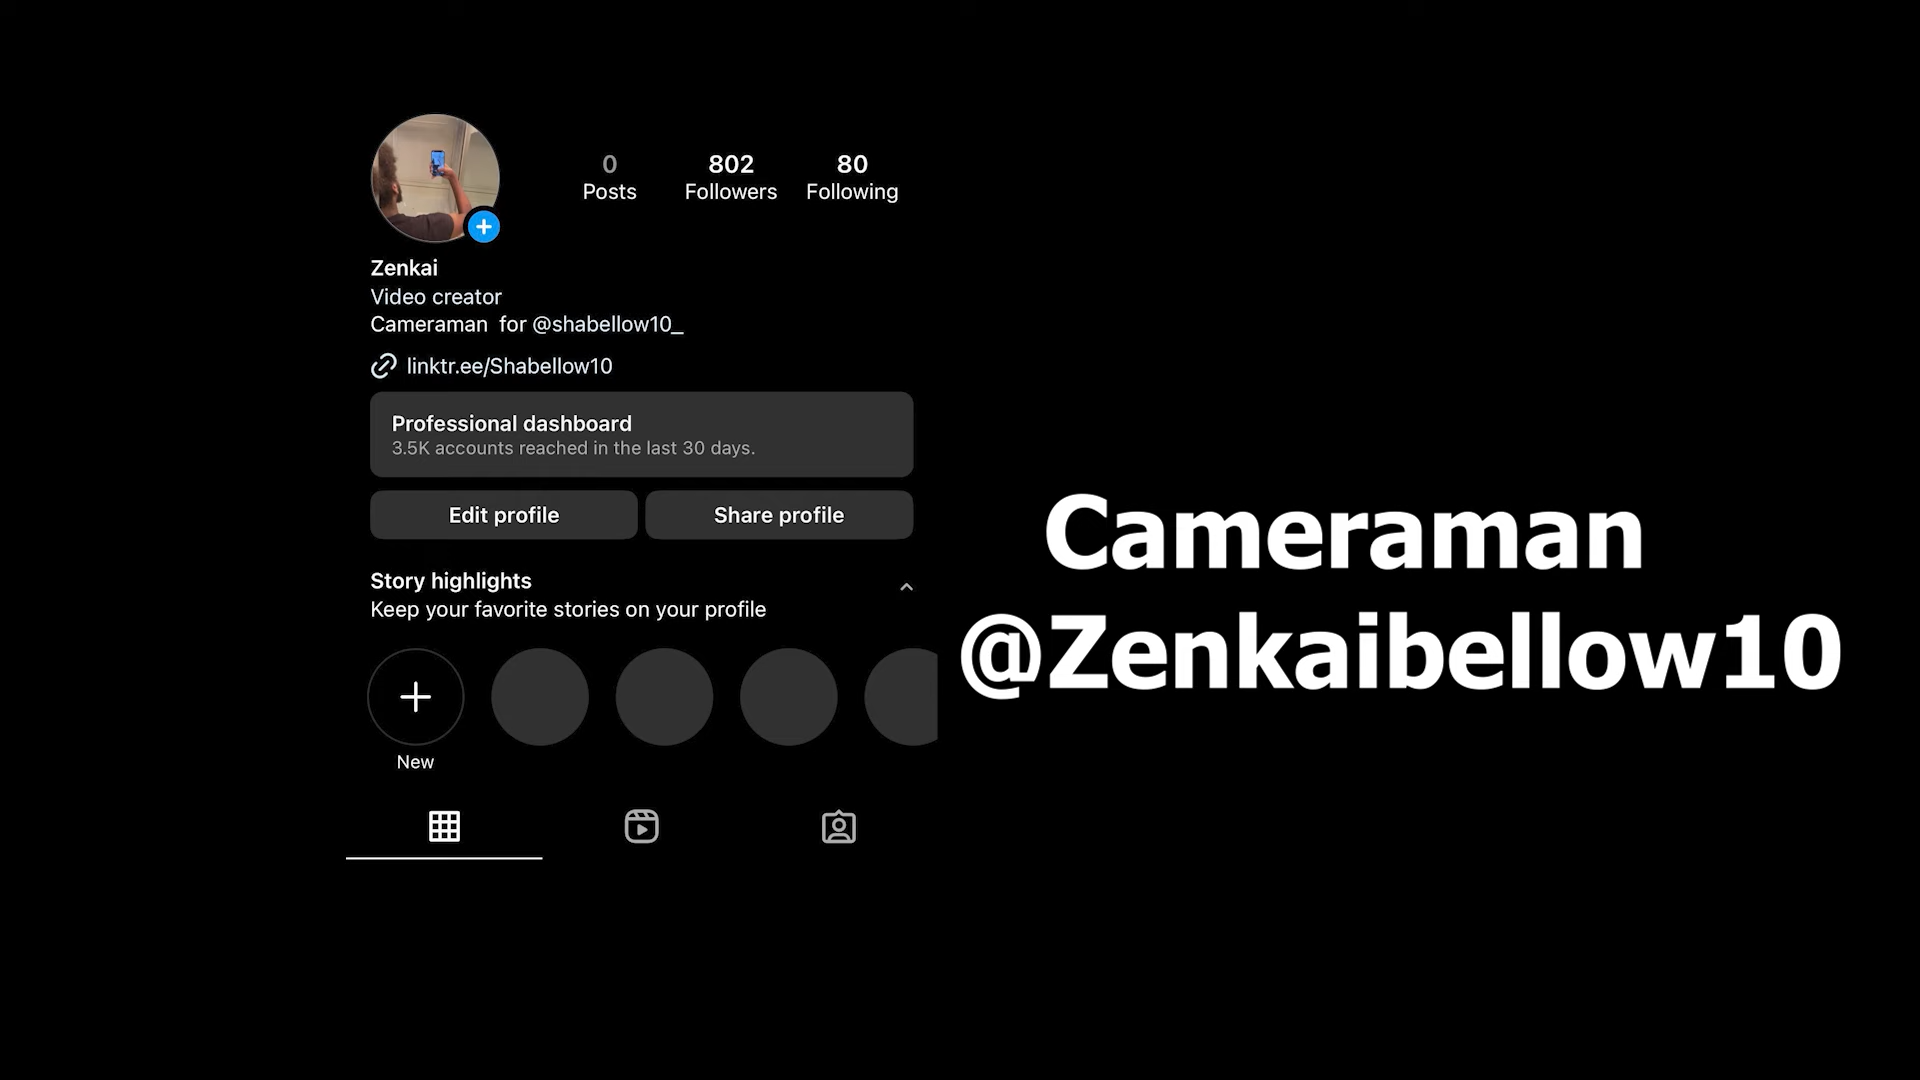 0
Posts
802
Followers
80
Following
Zenkai
Video creator
Cameraman  for @shabellow10_
linktr.ee/Shabellow10
Professional dashboard
3.5K accounts reached in the last 30 days.
Edit profile
Share profile
Story highlights
Keep your favorite stories on your profile
New
Cameraman
@Zenkaibellow10